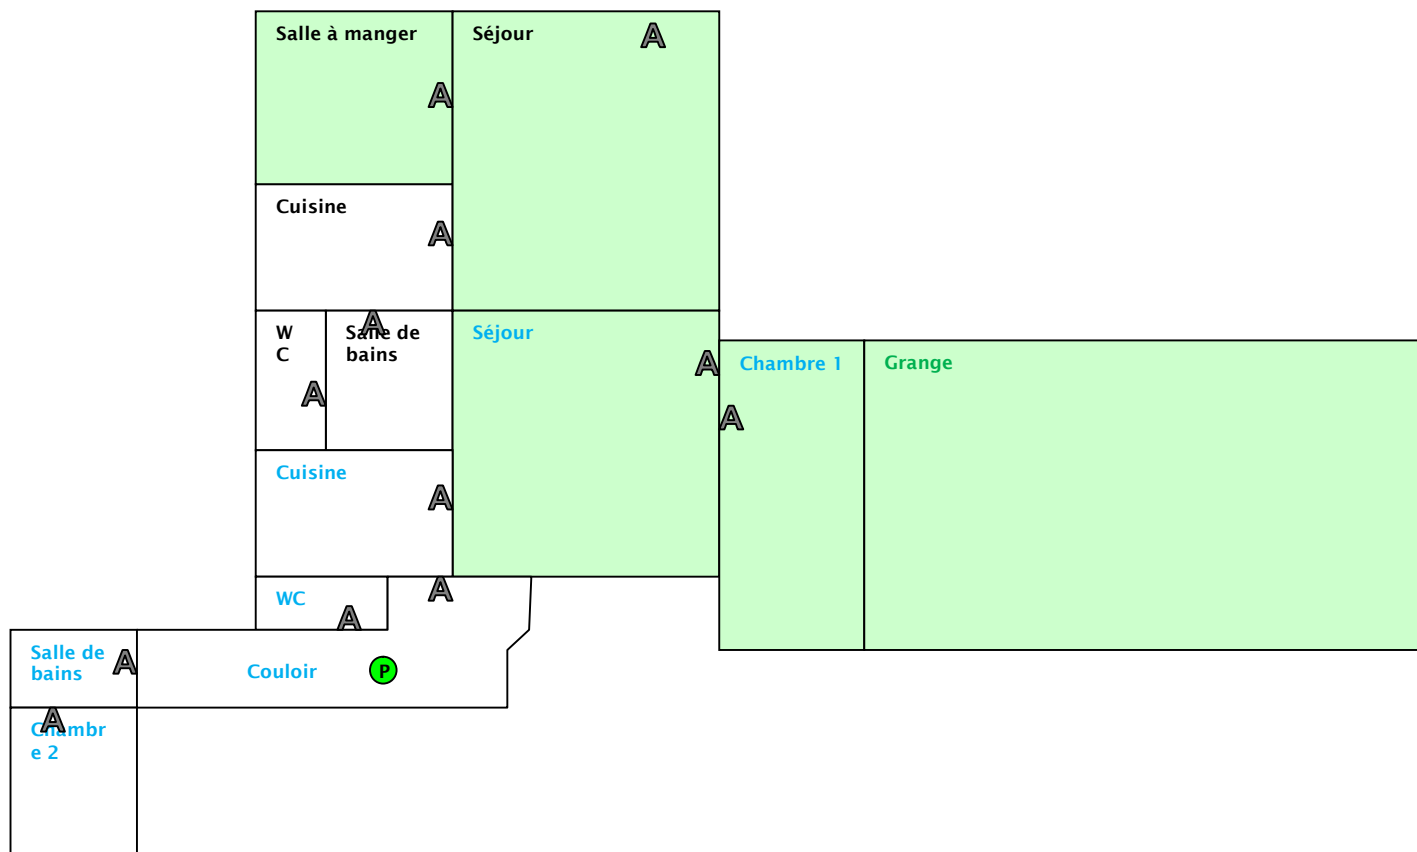 Salle à manger
A
Séjour
A
Cuisine
A
W
C
A
Salle de
bains
A
Séjour
A
Chambre 1
A
Grange
Cuisine
A
WC
A
A
Salle de
bains
A
Couloir
P
Chambr
e 2
A